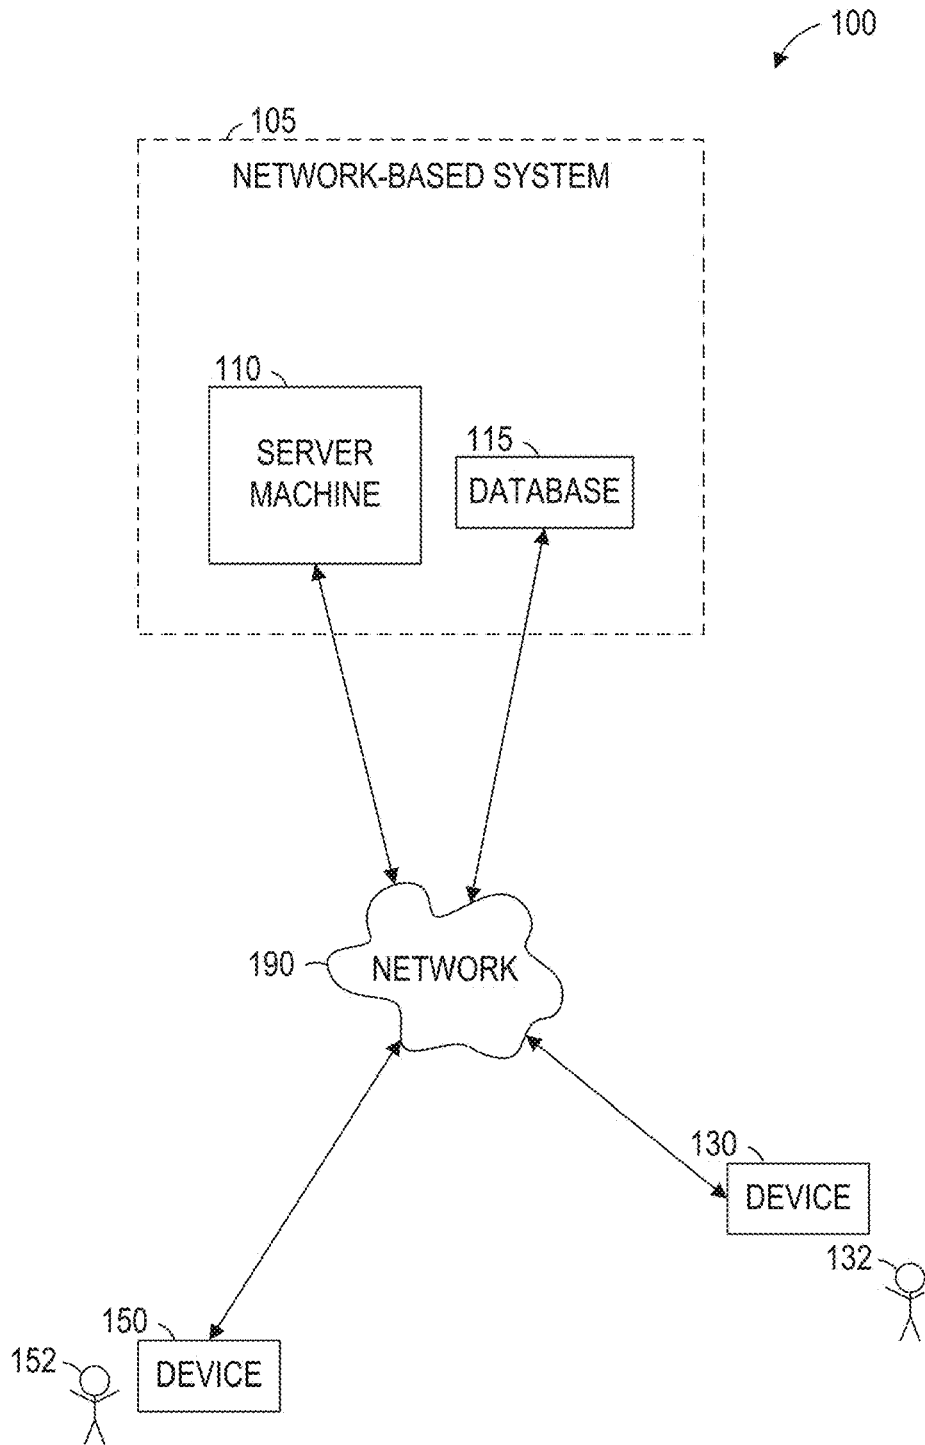 100
105
NETWORK-BASED SYSTEM
110
SERVER
MACHINE
115
DATABASE
190
NETWORK
130
DEVICE
132
150
DEVICE
152